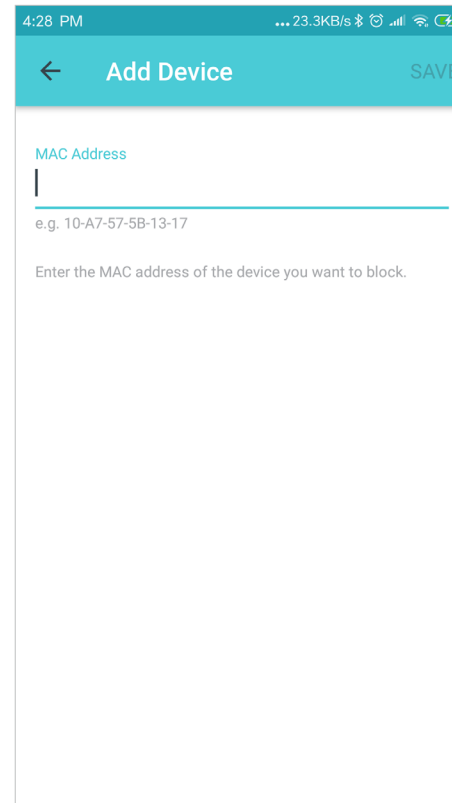 4:28 PM ... 23.3KB/s
Add Device SAVE
MAC Address
e.g. 10-A7-57-5B-13-17
Enter the MAC address of the device you want to block.